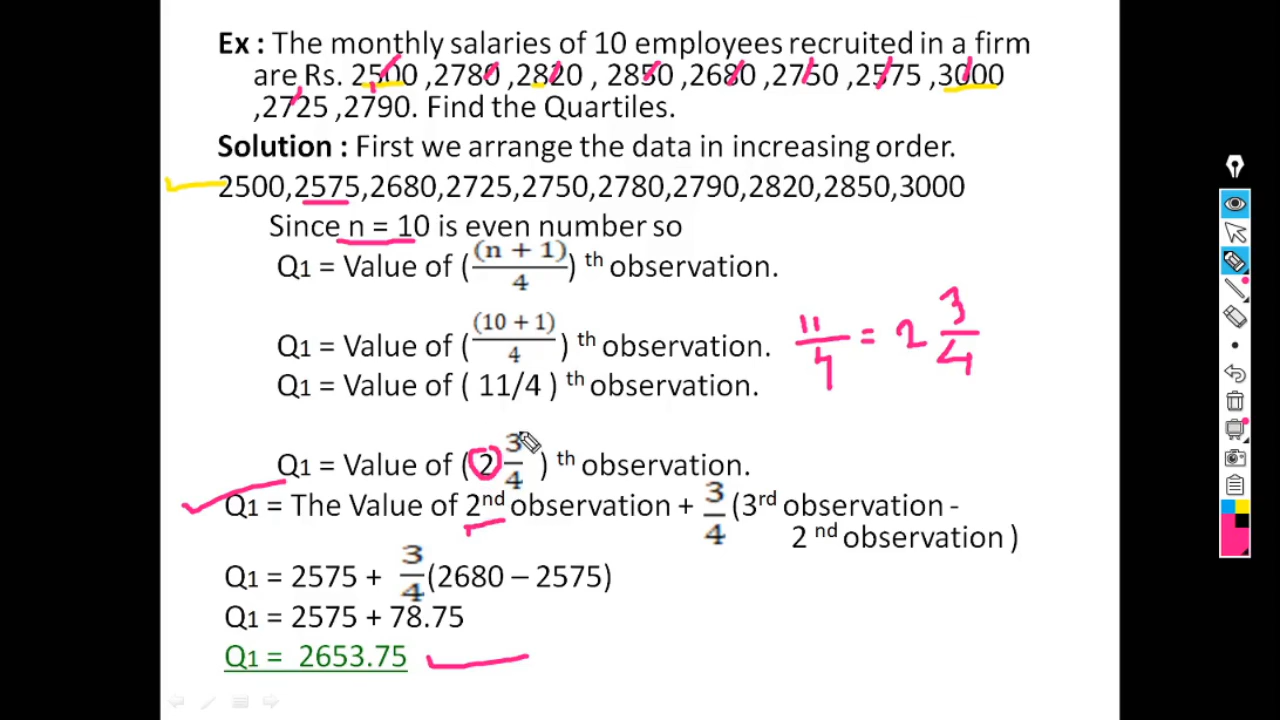 Ex : The monthly salaries of 10 employees recruited in a firm
are Rs. 2500 ,2780 ,2820 , 2850 ,2680 ,2750 ,2575 ,3000
,2725 ,2790. Find the Quartiles.
Solution : First we arrange the data in increasing order.
2500,2575,2680,2725,2750,2780,2790,2820,2850,3000
Since n = 10 is even number so
Q1 = Value of ((n + 1)/4) th observation.
Q1 = Value of ((10 + 1)/4) th observation.
11/4 = 2 3/4
Q1 = Value of ( 11/4 ) th observation.
Q1 = Value of (2 3/4) th observation.
Q1 = The Value of 2nd observation + 3/4 (3rd observation -
2 nd observation )
Q1 = 2575 + 3/4(2680 – 2575)
Q1 = 2575 + 78.75
Q1 = 2653.75